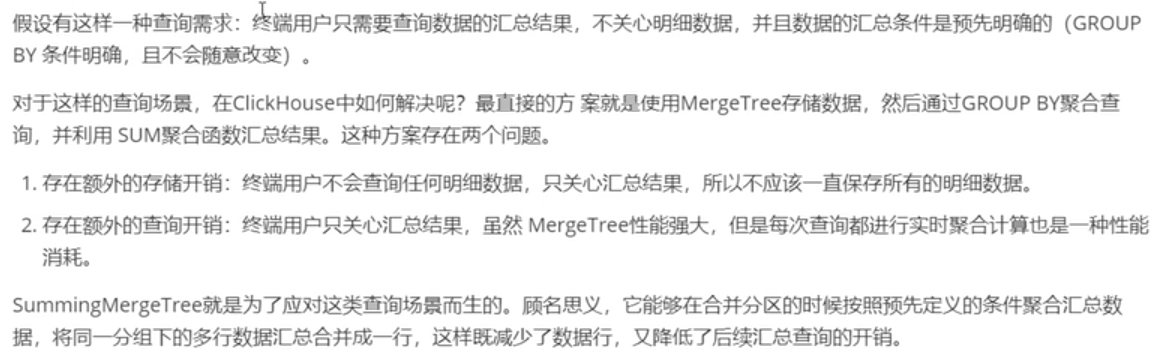 假设有这样一种查询需求：终端用户只需要查询数据的汇总结果，不关心明细数据，并且数据的汇总条件是预先明确的（GROUP
BY 条件明确，且不会随意改变）。
对于这样的查询场景，在ClickHouse中如何解决呢？最直接的方 案就是使用MergeTree存储数据，然后通过GROUP BY聚合查
询，并利用 SUM聚合函数汇总结果。这种方案存在两个问题。
1. 存在额外的存储开销：终端用户不会查询任何明细数据，只关心汇总结果，所以不应该一直保存所有的明细数据。
2. 存在额外的查询开销：终端用户只关心汇总结果，虽然 MergeTree性能强大，但是每次查询都进行实时聚合计算也是一种性能
消耗。
SummingMergeTree就是为了应对这类查询场景而生的。顾名思义，它能够在合并分区的时候按照预先定义的条件聚合汇总数
据，将同一分组下的多行数据汇总合并成一行，这样既减少了数据行，又降低了后续汇总查询的开销。